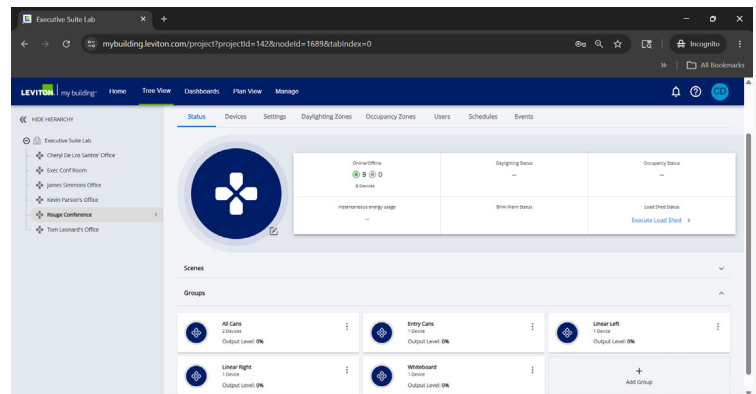 Executive Suite Lab
mybuilding.leviton.com/project?projectId=142&nodeId=1689&tabIndex=0
Incognito
All Bookmarks
LEVITON. my building Home Tree View Dashboards Plan View Manage CD
HIDE HIERARCHY
Status Devices Settings Daylighting Zones Occupancy Zones Users Schedules Events
Executive Suite Lab
Cheryl De Los Santos' Office
Exec Conf Room
James Simmons Office
Kevin Parson's Office
Rouge Conference
Tom Leonard's Office
Online/Offline Daylighting Status Occupancy Status
9 0 -- --
9 Devices
Instantaneous energy usage Blink Warn Status Load Shed Status
-- Execute Load Shed
Scenes
Groups
All Cans
2 Devices
Output Level: 0%
Entry Cans
1 Device
Output Level: 0%
Linear Left
1 Device
Output Level: 0%
Linear Right
1 Device
Output Level: 0%
Whiteboard
1 Device
Output Level: 0%
+
Add Group